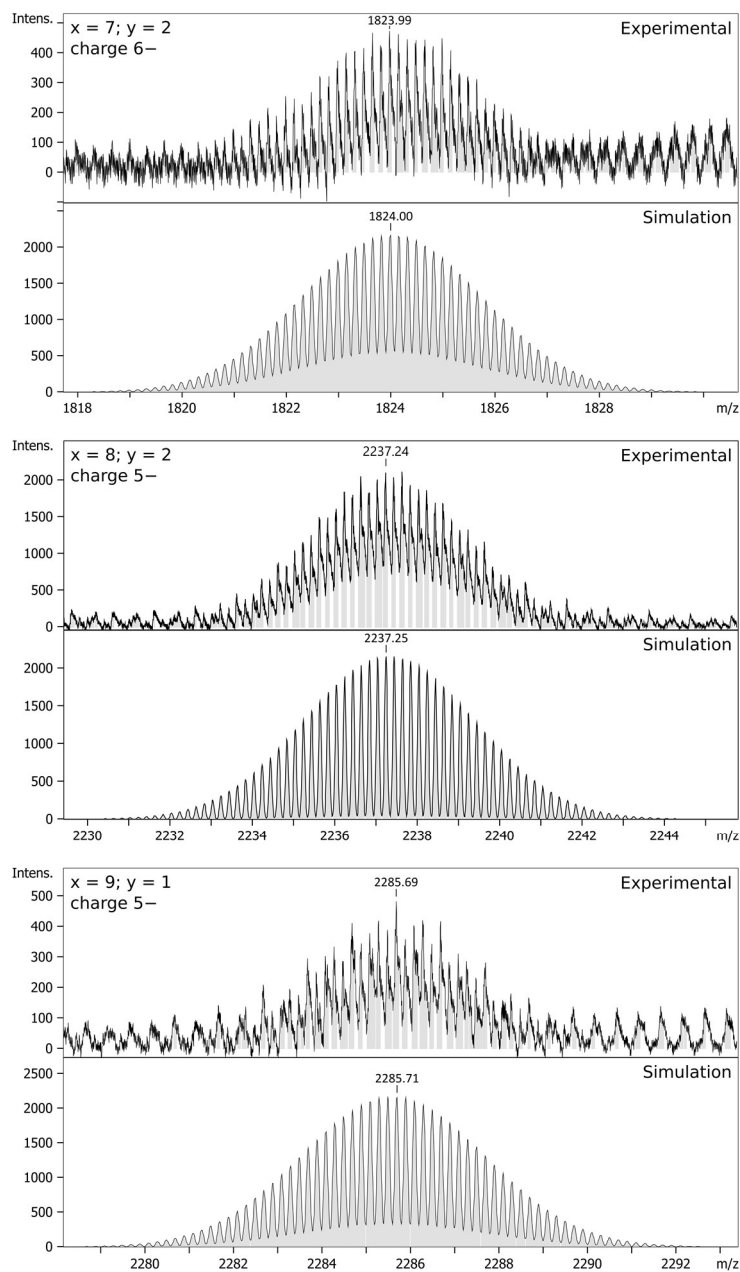 Intens.
x = 7; y = 2
charge 6−
1823.99
Experimental
400
300
200
100
0
1824.00
Simulation
2000
1500
1000
500
0
1818 1820 1822 1824 1826 1828 m/z
Intens.
x = 8; y = 2
charge 5−
2237.24
Experimental
2000
1500
1000
500
0
2237.25
Simulation
2000
1500
1000
500
0
2230 2232 2234 2236 2238 2240 2242 2244 m/z
Intens.
x = 9; y = 1
charge 5−
2285.69
Experimental
500
400
300
200
100
0
2285.71
Simulation
2500
2000
1500
1000
500
0
2280 2282 2284 2286 2288 2290 2292 m/z